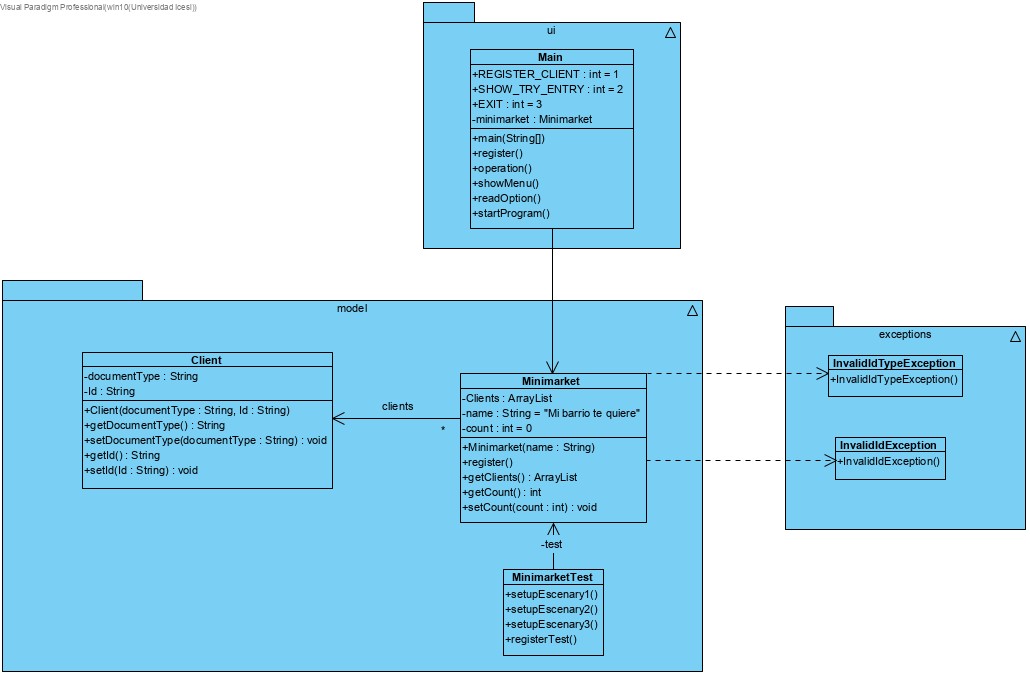 Visual Paradigm Professional(win10(Universidad Icesi))
ui
Main
+REGISTER_CLIENT : int = 1
+SHOW_TRY_ENTRY : int = 2
+EXIT : int = 3
-minimarket : Minimarket
+main(String[])
+register()
+operation()
+showMenu()
+readOption()
+startProgram()
model
Client
-documentType : String
-Id : String
+Client(documentType : String, Id : String)
+getDocumentType() : String
+setDocumentType(documentType : String) : void
+getId() : String
+setId(Id : String) : void
clients
*
Minimarket
-Clients : ArrayList
-name : String = "Mi barrio te quiere"
-count : int = 0
+Minimarket(name : String)
+register()
+getClients() : ArrayList
+getCount() : int
+setCount(count : int) : void
-test
MinimarketTest
+setupEscenary1()
+setupEscenary2()
+setupEscenary3()
+registerTest()
exceptions
InvalidIdTypeException
+InvalidIdTypeException()
InvalidIdException
+InvalidIdException()